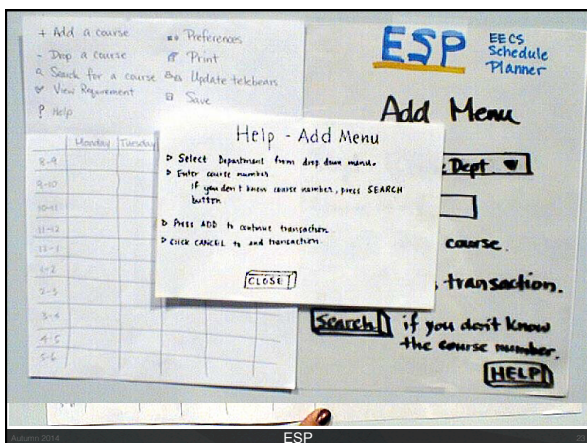 + Add a course
- Drop a course
Search for a course
View Requirement
? Help
Preferences
Print
Update telebears
Save
Monday Tuesday
8-9
9-10
10-11
11-12
12-1
1-2
2-3
3-4
4-5
5-6
Help - Add Menu
Select Department from drop down menu.
Enter course number
if you don't know course number, press SEARCH
button
Press ADD to continue transaction
Click CANCEL to end transaction.
CLOSE
ESP
EECS
Schedule
Planner
Add Menu
Dept.
course.
transaction.
Search if you don't know
the course number.
HELP
Autumn 2014
ESP